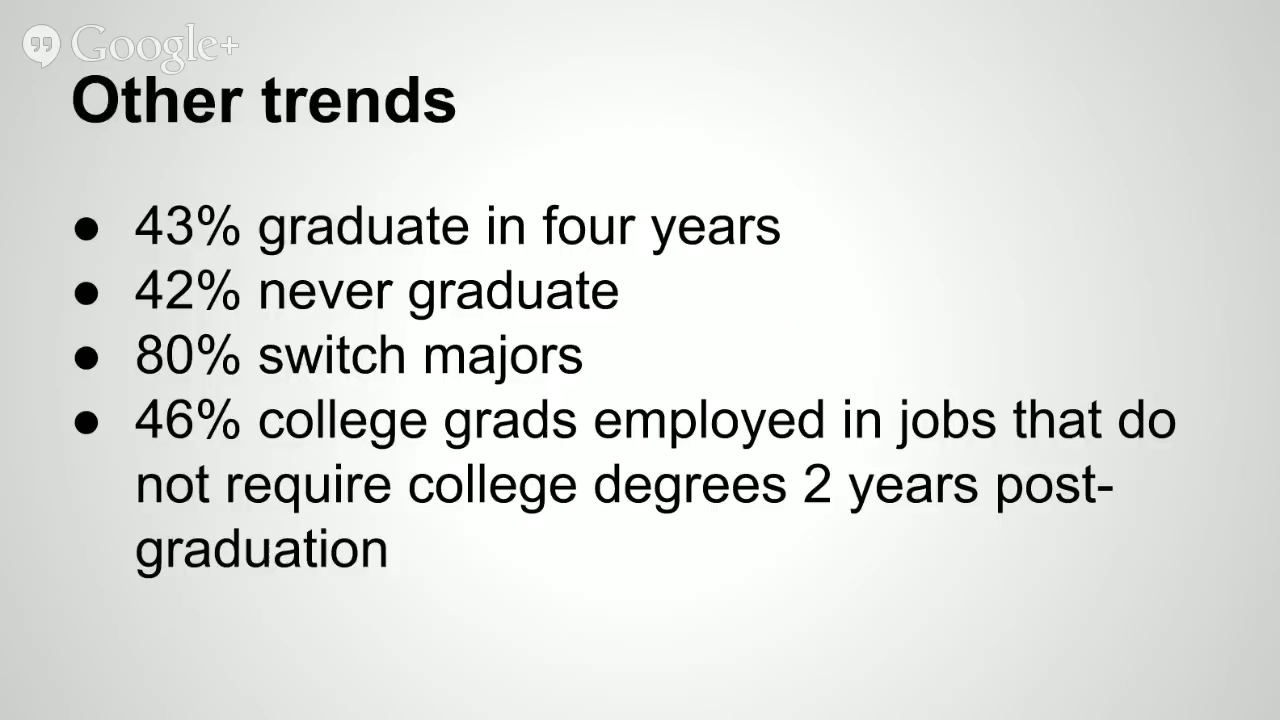 Google+
Other trends
● 43% graduate in four years
● 42% never graduate
● 80% switch majors
● 46% college grads employed in jobs that do
not require college degrees 2 years post-
graduation